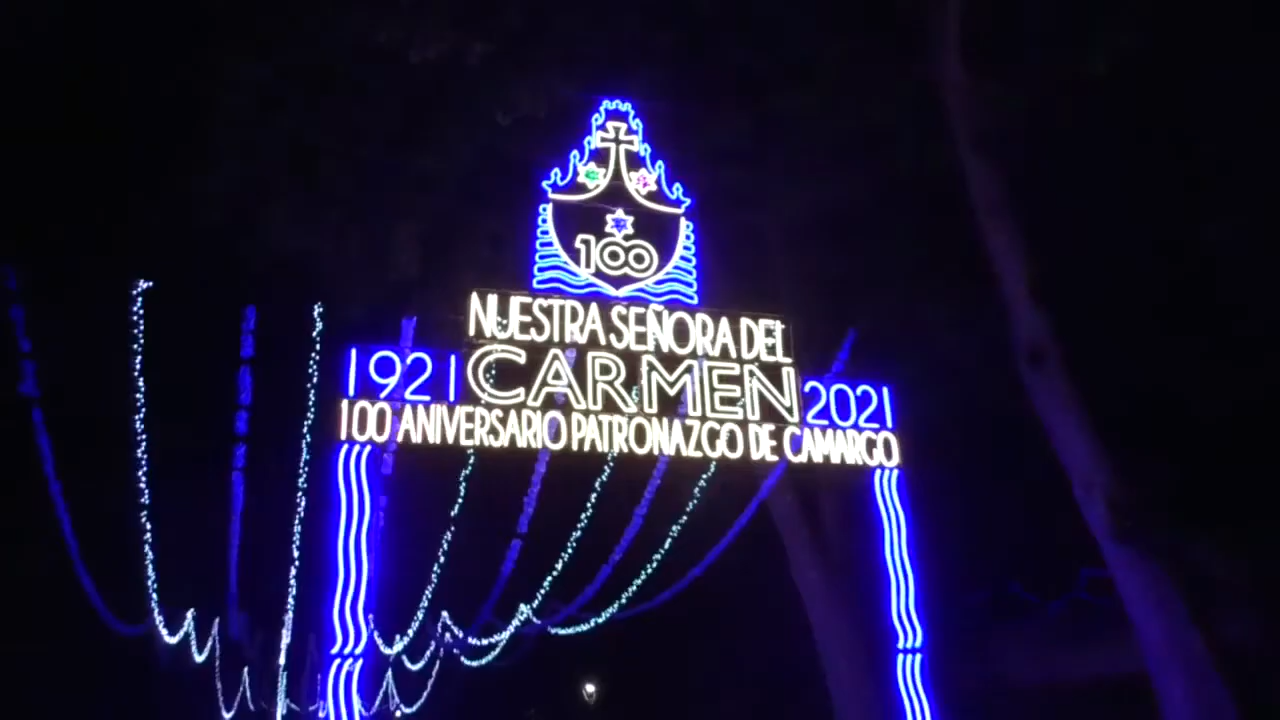 100
NUESTRA SEÑORA DEL
1921 CARMEN 2021
100 ANIVERSARIO PATRONAZGO DE CAMARGO